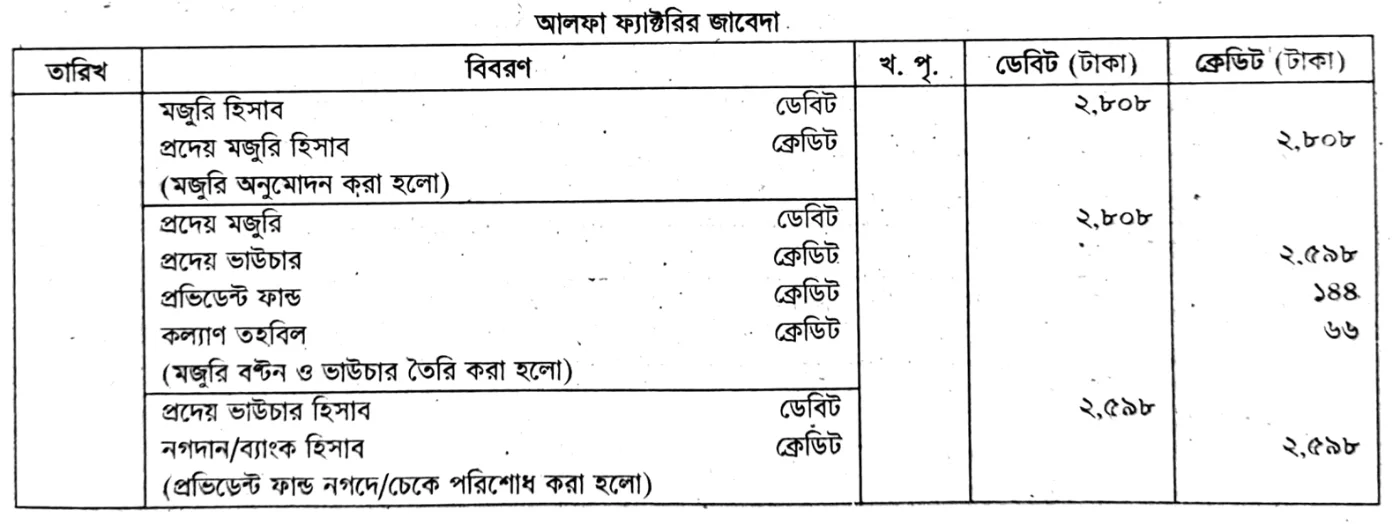 আলফা ফ্যাক্টরির জাবেদা
তারিখ বিবরণ খ. পৃ. ডেবিট (টাকা) ক্রেডিট (টাকা)
মজুরি হিসাব ডেবিট ২,৮০৮
প্রদেয় মজুরি হিসাব ক্রেডিট ২,৮০৮
(মজুরি অনুমোদন করা হলো)
প্রদেয় মজুরি ডেবিট ২,৮০৮
প্রদেয় ভাউচার ক্রেডিট ২.৫৯৮
প্রভিডেন্ট ফান্ড ক্রেডিট ১৪৪
কল্যাণ তহবিল ক্রেডিট ৬৬
(মজুরি বণ্টন ও ভাউচার তৈরি করা হলো)
প্রদেয় ভাউচার হিসাব ডেবিট ২,৫৯৮
নগদান/ব্যাংক হিসাব ক্রেডিট ২,৫৯৮
(প্রভিডেন্ট ফান্ড নগদে/চেকে পরিশোধ করা হলো)